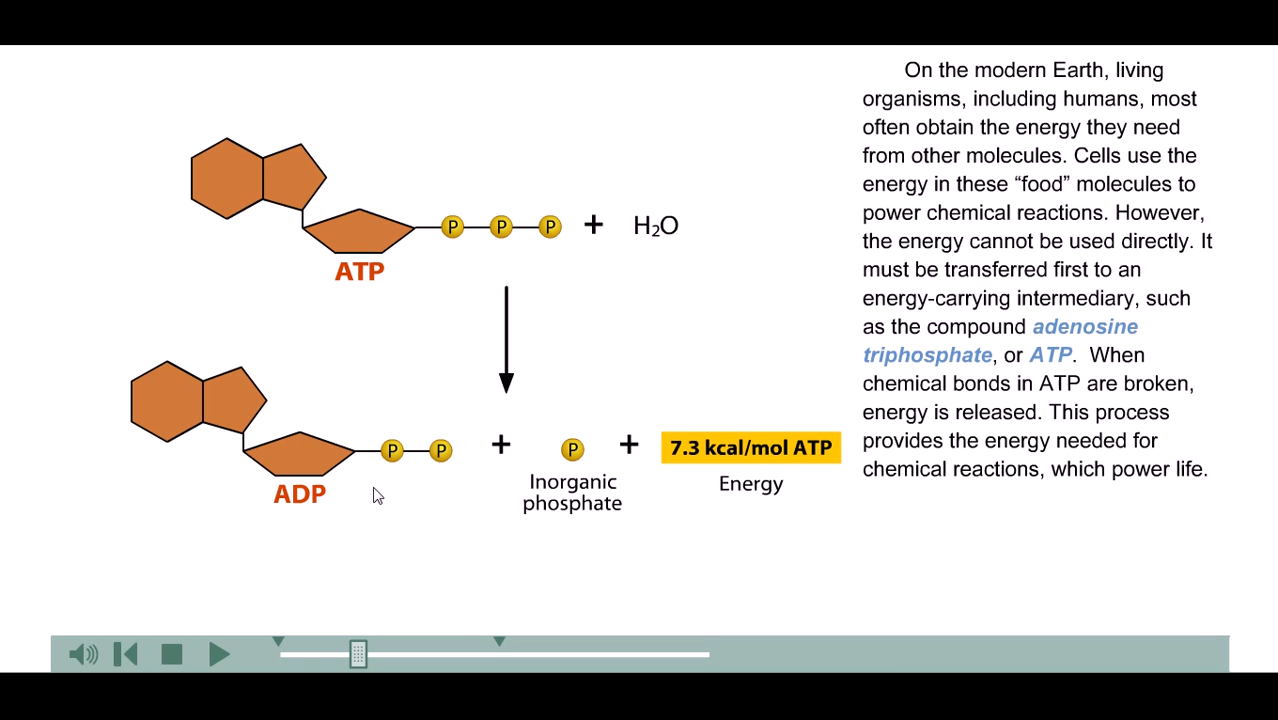 On the modern Earth, living
organisms, including humans, most
often obtain the energy they need
from other molecules. Cells use the
energy in these “food” molecules to
power chemical reactions. However,
the energy cannot be used directly. It
must be transferred first to an
energy-carrying intermediary, such
as the compound adenosine
triphosphate, or ATP.  When
chemical bonds in ATP are broken,
energy is released. This process
provides the energy needed for
chemical reactions, which power life.
P P P + H₂O
ATP
P P + P + 7.3 kcal/mol ATP
ADP
Inorganic
phosphate
Energy